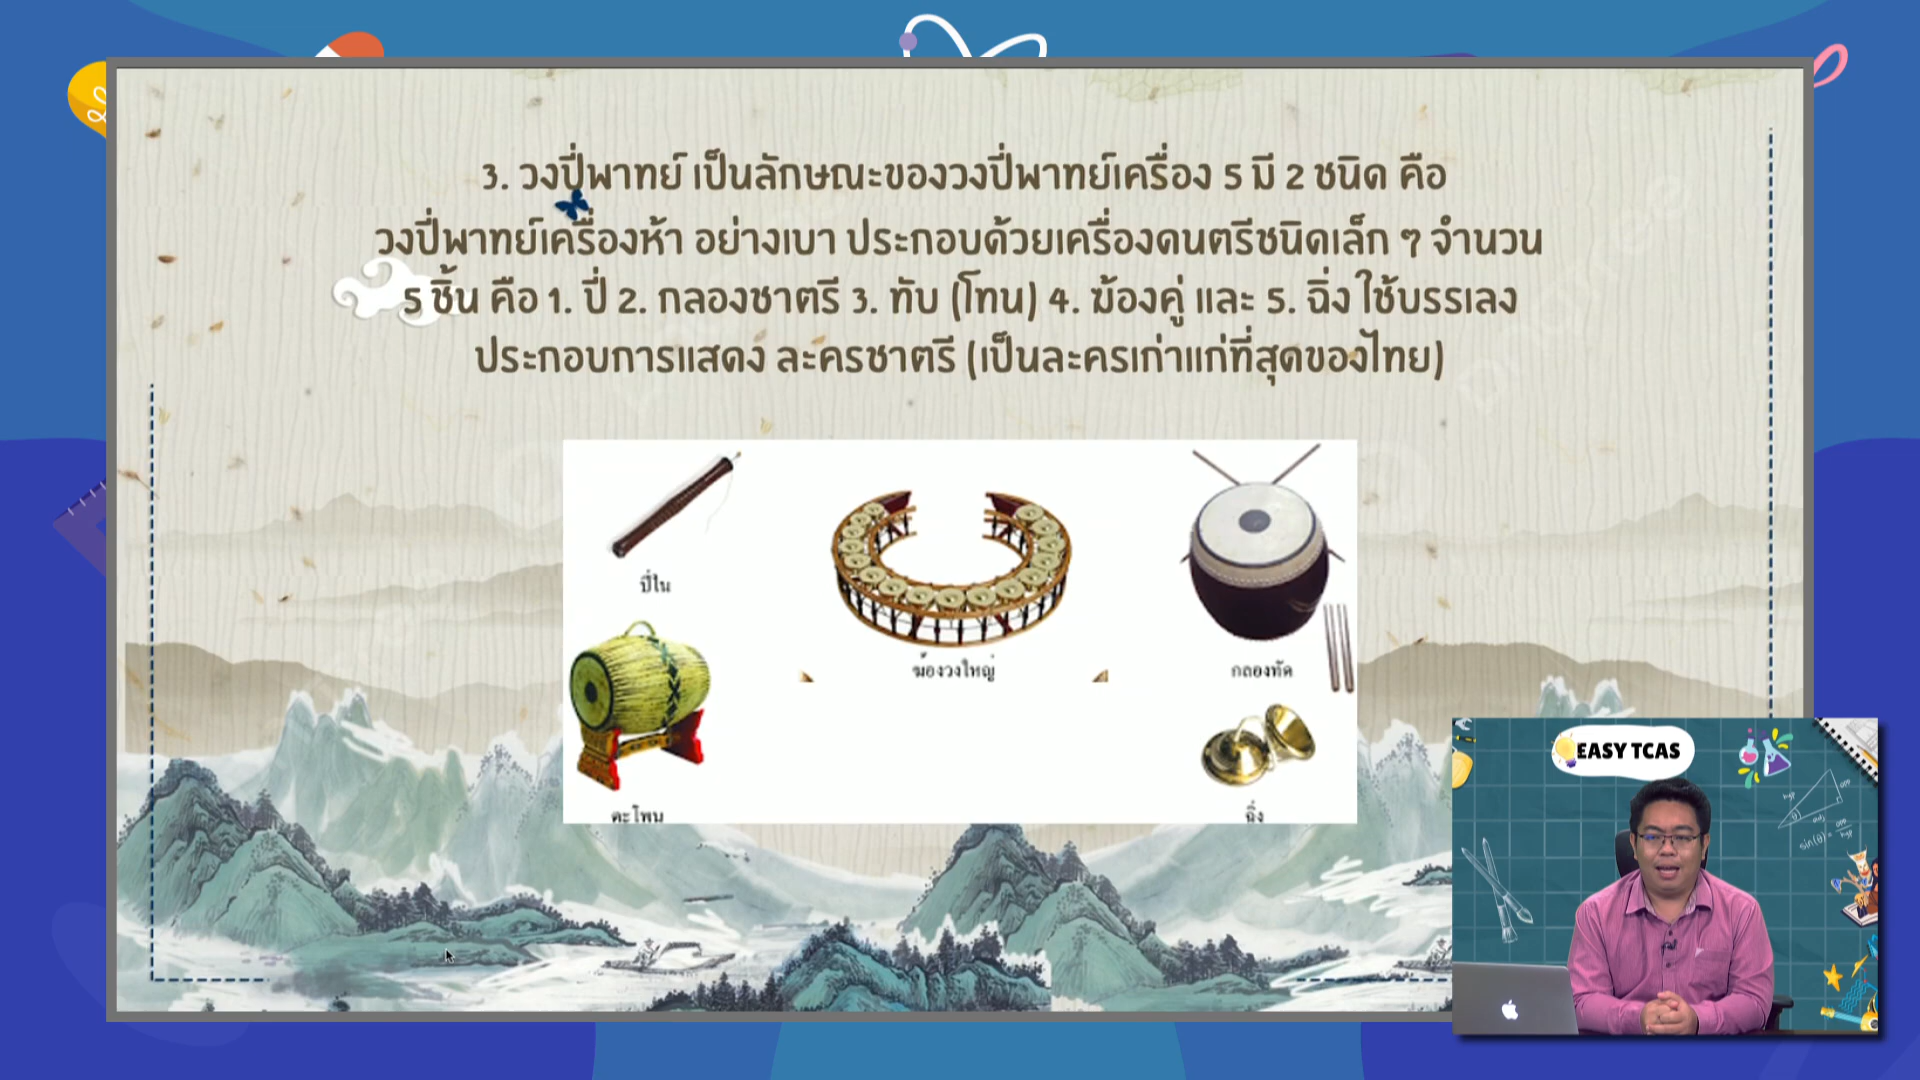 3. วงปี่พาทย์ เป็นลักษณะของวงปี่พาทย์เครื่อง 5 มี 2 ชนิด คือ
วงปี่พาทย์เครื่องห้า อย่างเบา ประกอบด้วยเครื่องดนตรีชนิดเล็ก ๆ จำนวน
5 ชิ้น คือ 1. ปี่ 2. กลองชาตรี 3. ทับ (โทน) 4. ฆ้องคู่ และ 5. ฉิ่ง ใช้บรรเลง
ประกอบการแสดง ละครชาตรี (เป็นละครเก่าแก่ที่สุดของไทย)
ปี่ใน
ฆ้องวงใหญ่
กลองทัด
ตะโพน
ฉิ่ง
EASY TCAS